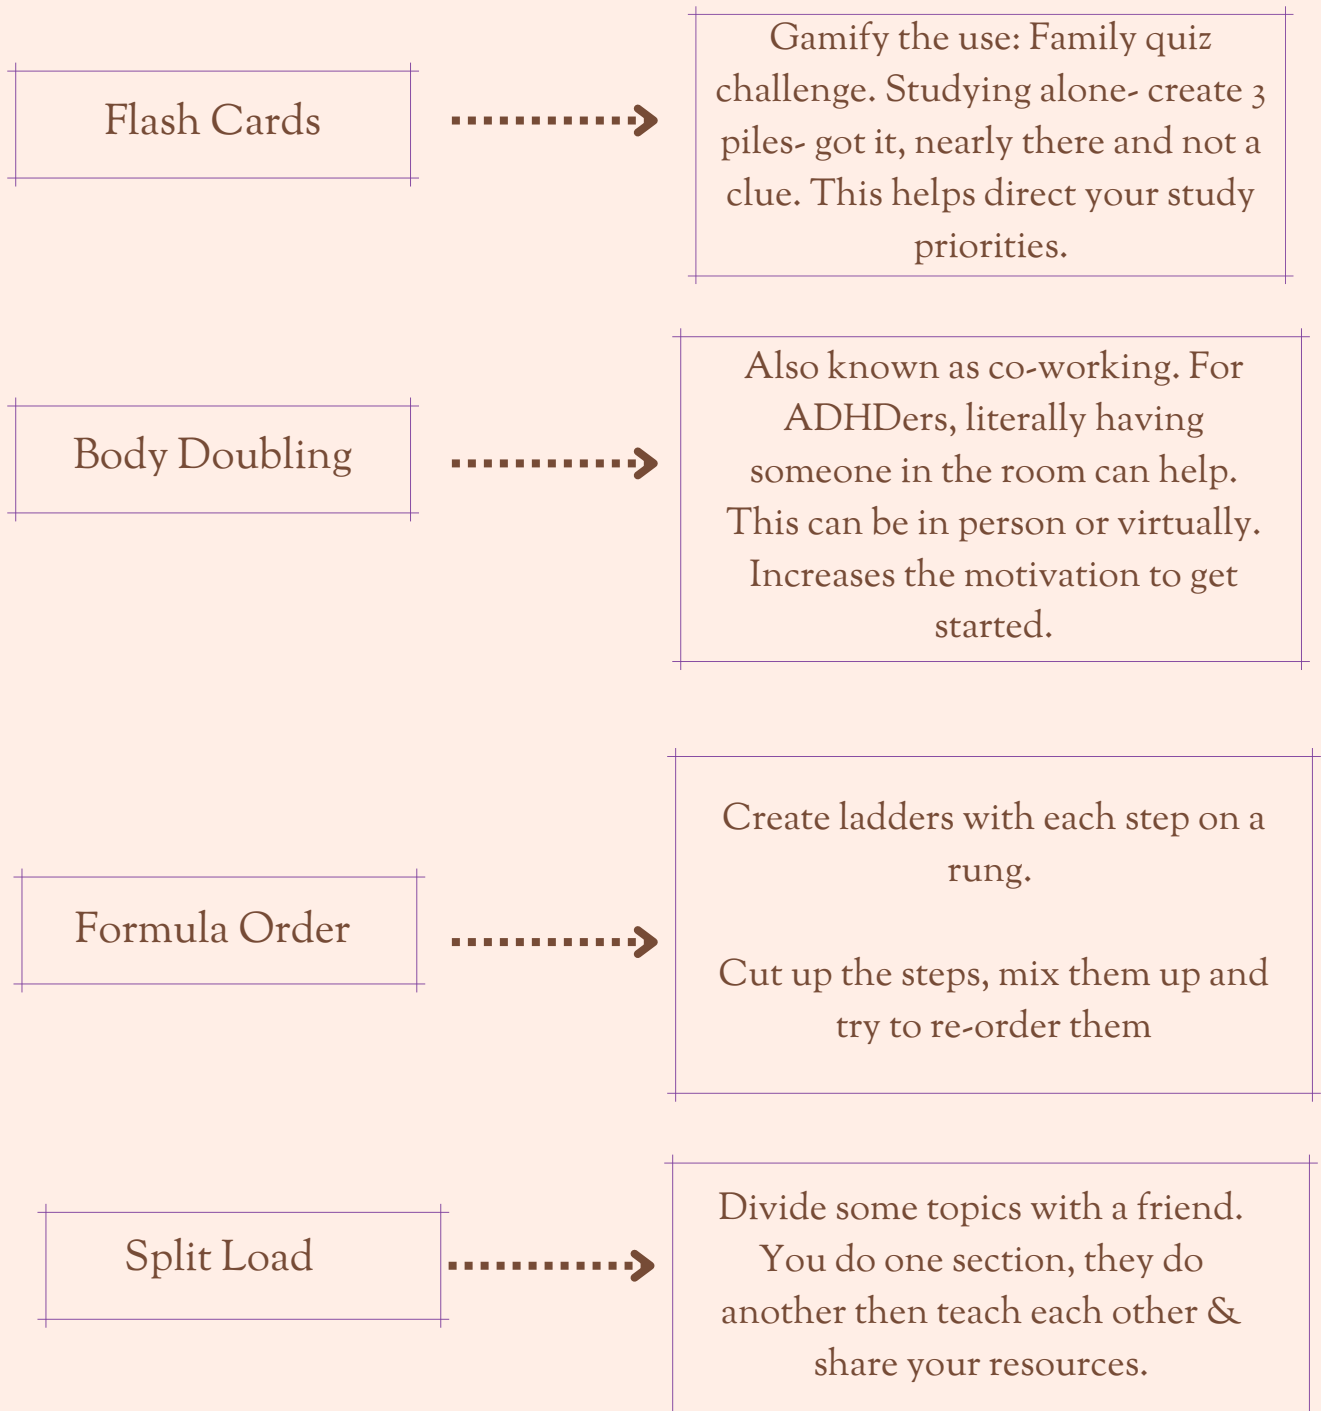 Flash Cards
Gamify the use: Family quiz
challenge. Studying alone- create 3
piles- got it, nearly there and not a
clue. This helps direct your study
priorities.
Body Doubling
Also known as co-working. For
ADHDers, literally having
someone in the room can help.
This can be in person or virtually.
Increases the motivation to get
started.
Formula Order
Create ladders with each step on a
rung.
Cut up the steps, mix them up and
try to re-order them
Split Load
Divide some topics with a friend.
You do one section, they do
another then teach each other &
share your resources.